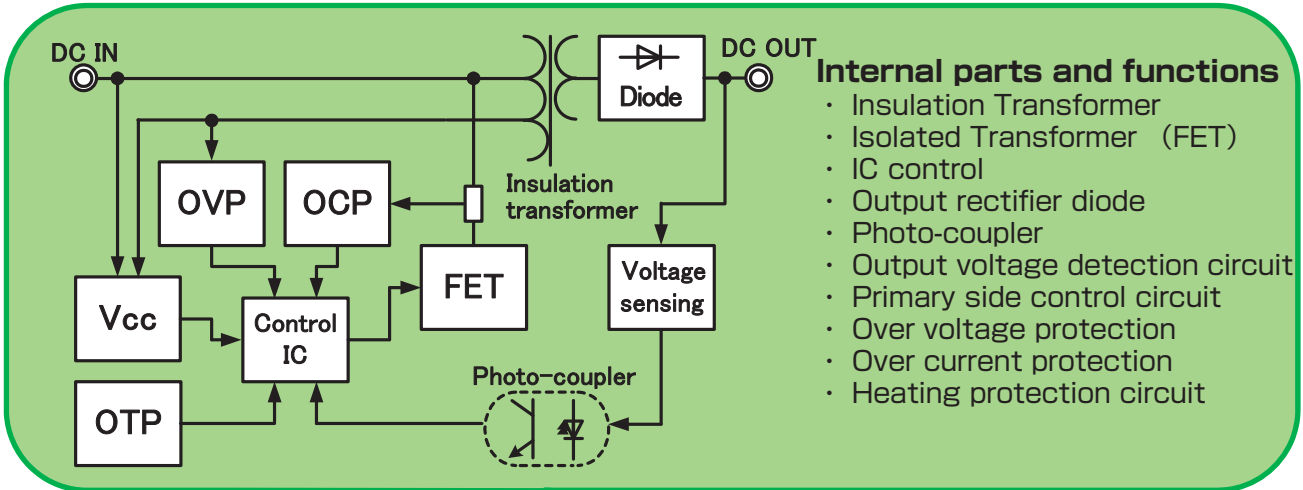 DC IN
Diode
DC OUT
Insulation
transformer
OVP
OCP
FET
Vcc
Control
IC
OTP
Voltage
sensing
Photo-coupler
Internal parts and functions
・ Insulation Transformer
・ Isolated Transformer （FET）
・ IC control
・ Output rectifier diode
・ Photo-coupler
・ Output voltage detection circuit
・ Primary side control circuit
・ Over voltage protection
・ Over current protection
・ Heating protection circuit